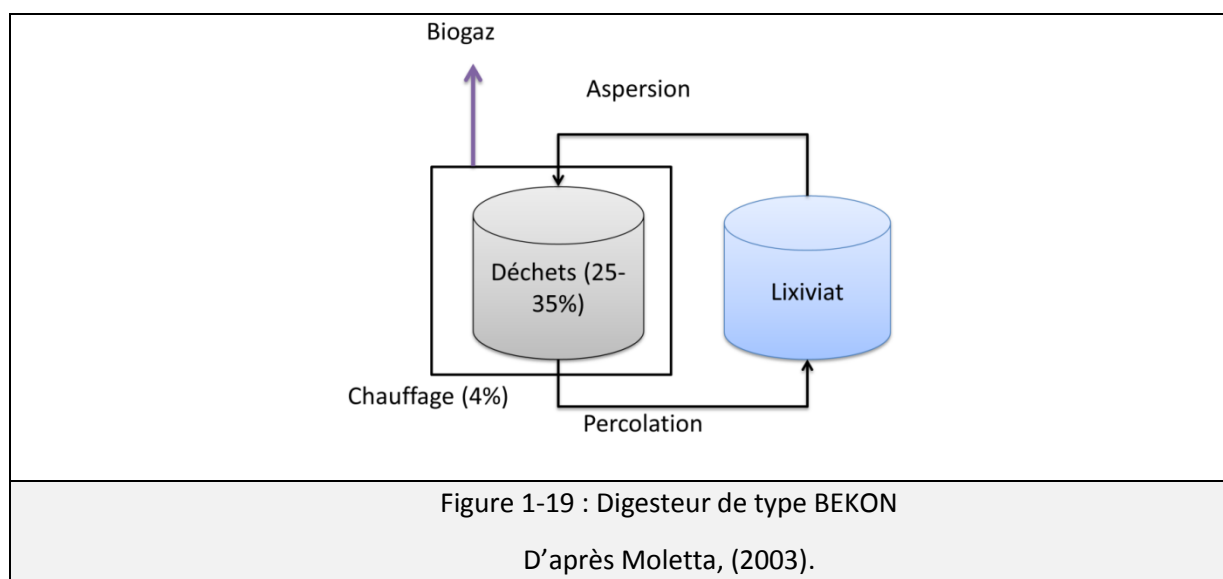 Biogaz
Aspersion
Déchets (25-
35%)
Lixiviat
Chauffage (4%)
Percolation
Figure 1-19 : Digesteur de type BEKON
D’après Moletta, (2003).